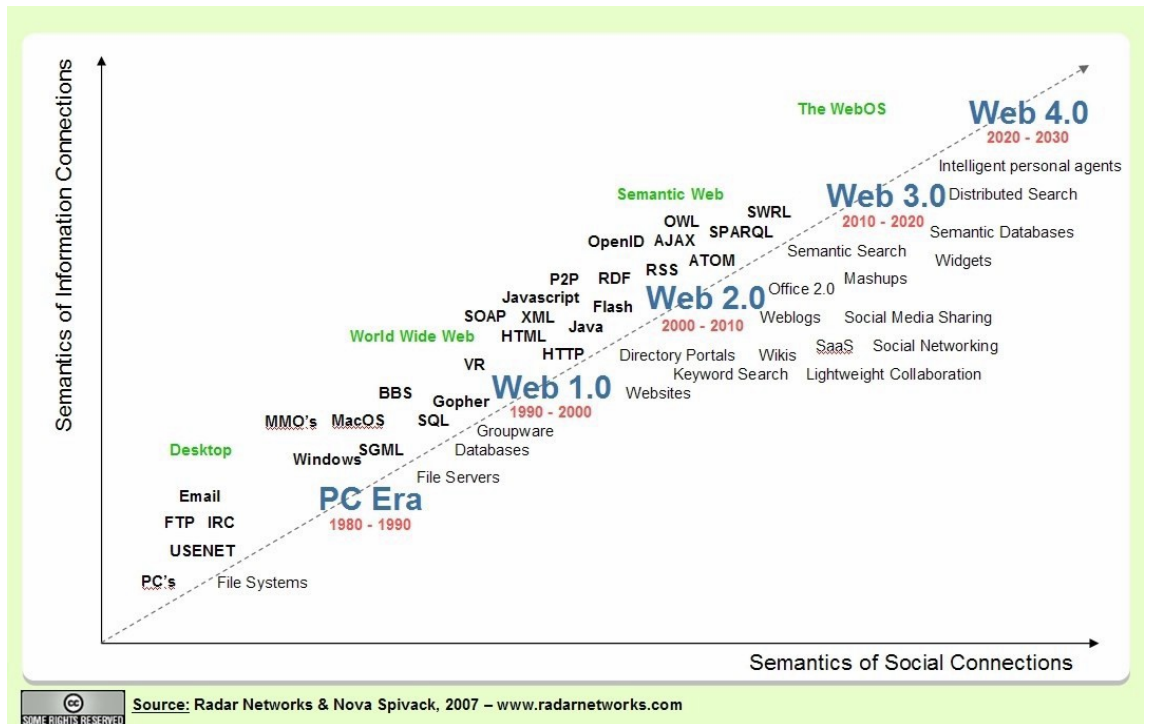 Semantics of Information Connections
The WebOS
Web 4.0
2020 - 2030
Intelligent personal agents
Semantic Web
Web 3.0
2010 - 2020
Distributed Search
SWRL
OWL
SPARQL
Semantic Databases
OpenID
AJAX
Semantic Search
ATOM
Widgets
RSS
P2P
RDF
Mashups
Web 2.0
2000 - 2010
Office 2.0
Javascript
Flash
SOAP
XML
Weblogs
Social Media Sharing
Java
World Wide Web
HTML
HTTP
Directory Portals
Wikis
SaaS
Social Networking
VR
Keyword Search
Lightweight Collaboration
Web 1.0
1990 - 2000
Websites
BBS
Gopher
MMO's
MacOS
SQL
Groupware
Desktop
Windows
SGML
Databases
File Servers
PC Era
1980 - 1990
Email
FTP IRC
USENET
PC's
File Systems
Semantics of Social Connections
cc
SOME RIGHTS RESERVED
Source: Radar Networks & Nova Spivack, 2007 – www.radarnetworks.com